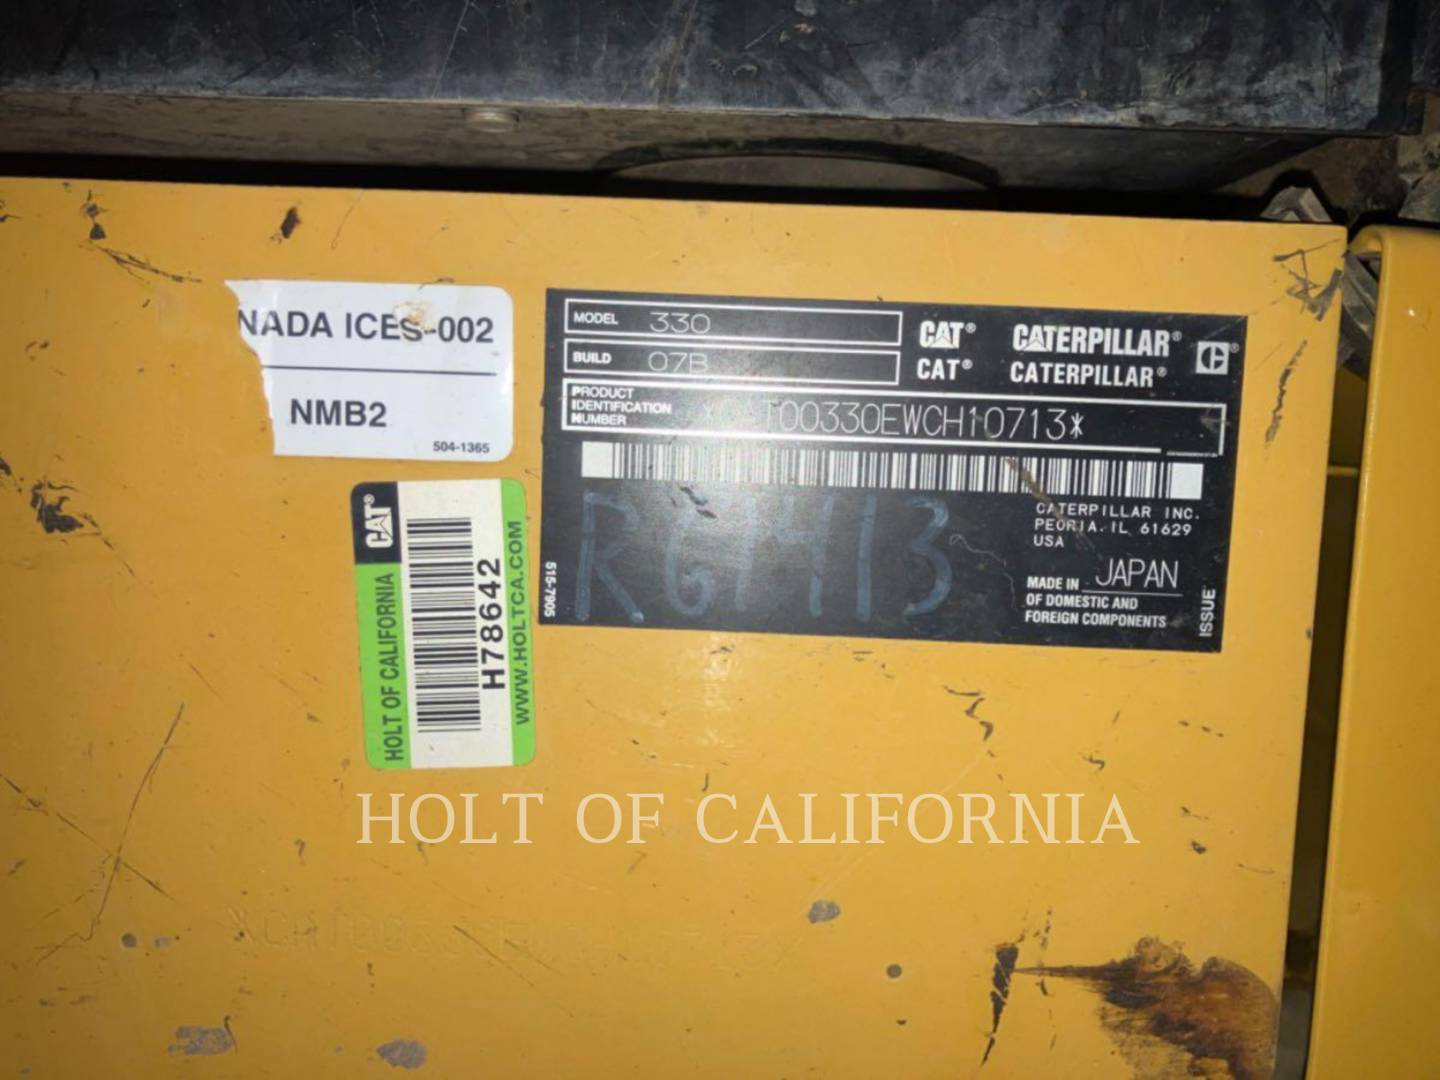 NADA ICES-002
NMB2
504-1365
MODEL 330
BUILD 07B
CAT® CATERPILLAR®
CAT® CATERPILLAR®
PRODUCT
IDENTIFICATION
NUMBER
*CAT00330EWCH10713*
CATERPILLAR INC.
PEORIA. IL 61629
USA
MADE IN JAPAN
OF DOMESTIC AND
FOREIGN COMPONENTS
ISSUE
515-7905
CAT®
HOLT OF CALIFORNIA
H78642
WWW.HOLTCA.COM
HOLT OF CALIFORNIA